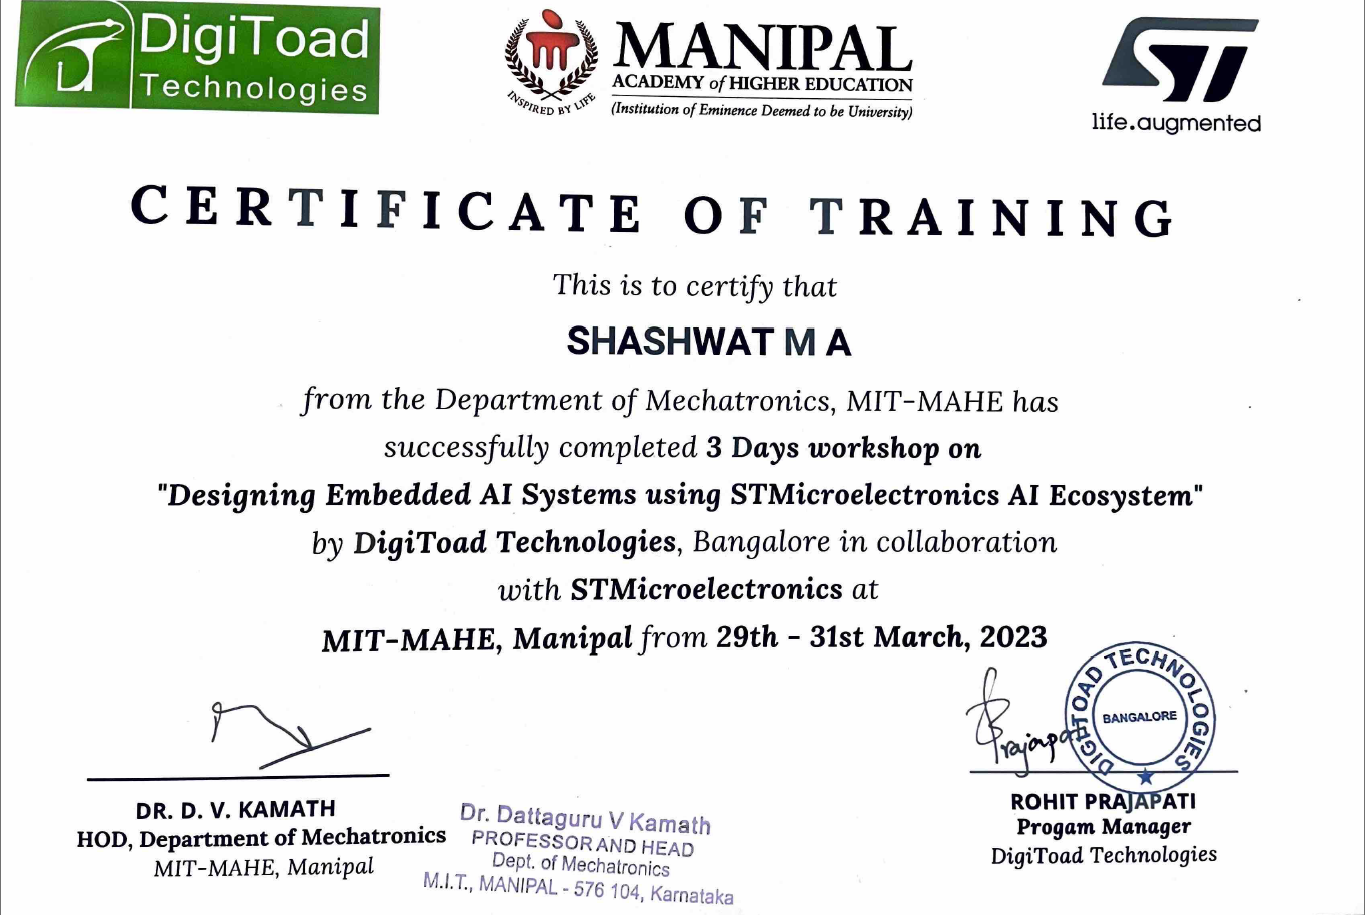 DigiToad
Technologies
INSPIRED BY LIFE
MANIPAL
ACADEMY of HIGHER EDUCATION
(Institution of Eminence Deemed to be University)
ST
life.augmented
CERTIFICATE OF TRAINING
This is to certify that
SHASHWAT M A
from the Department of Mechatronics, MIT-MAHE has
successfully completed 3 Days workshop on
"Designing Embedded AI Systems using STMicroelectronics AI Ecosystem"
by DigiToad Technologies, Bangalore in collaboration
with STMicroelectronics at
MIT-MAHE, Manipal from 29th - 31st March, 2023
DR. D. V. KAMATH
HOD, Department of Mechatronics
MIT-MAHE, Manipal
Dr. Dattaguru V Kamath
PROFESSOR AND HEAD
Dept. of Mechatronics
M.I.T., MANIPAL - 576 104, Karnataka
DIGITOAD TECHNOLOGIES
BANGALORE
ROHIT PRAJAPATI
Progam Manager
DigiToad Technologies